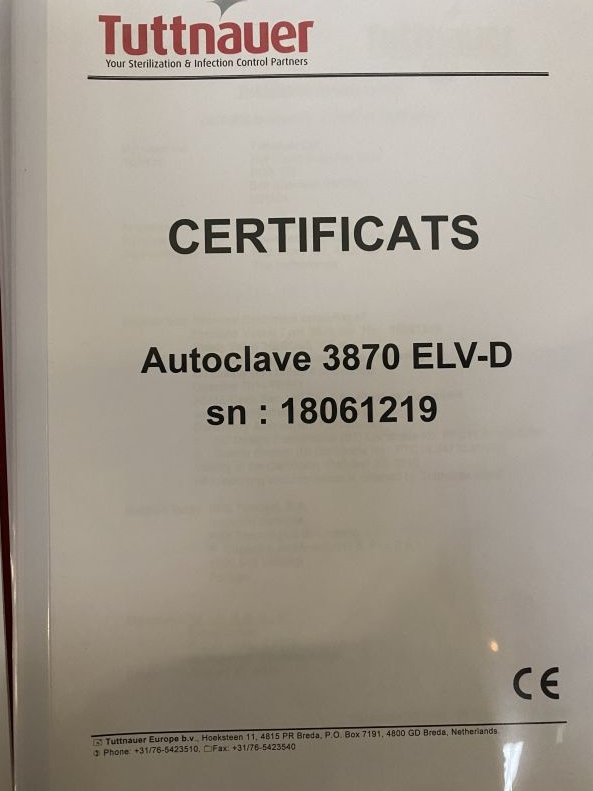 Tuttnauer
Your Sterilization & Infection Control Partners
CERTIFICATS
Autoclave 3870 ELV-D
sn : 18061219
CE
Tuttnauer Europe b.v., Hoeksteen 11, 4815 PR Breda, P.O. Box 7191, 4800 GD Breda, Netherlands.
Phone: +31/76-5423510, Fax: +31/76-5423540